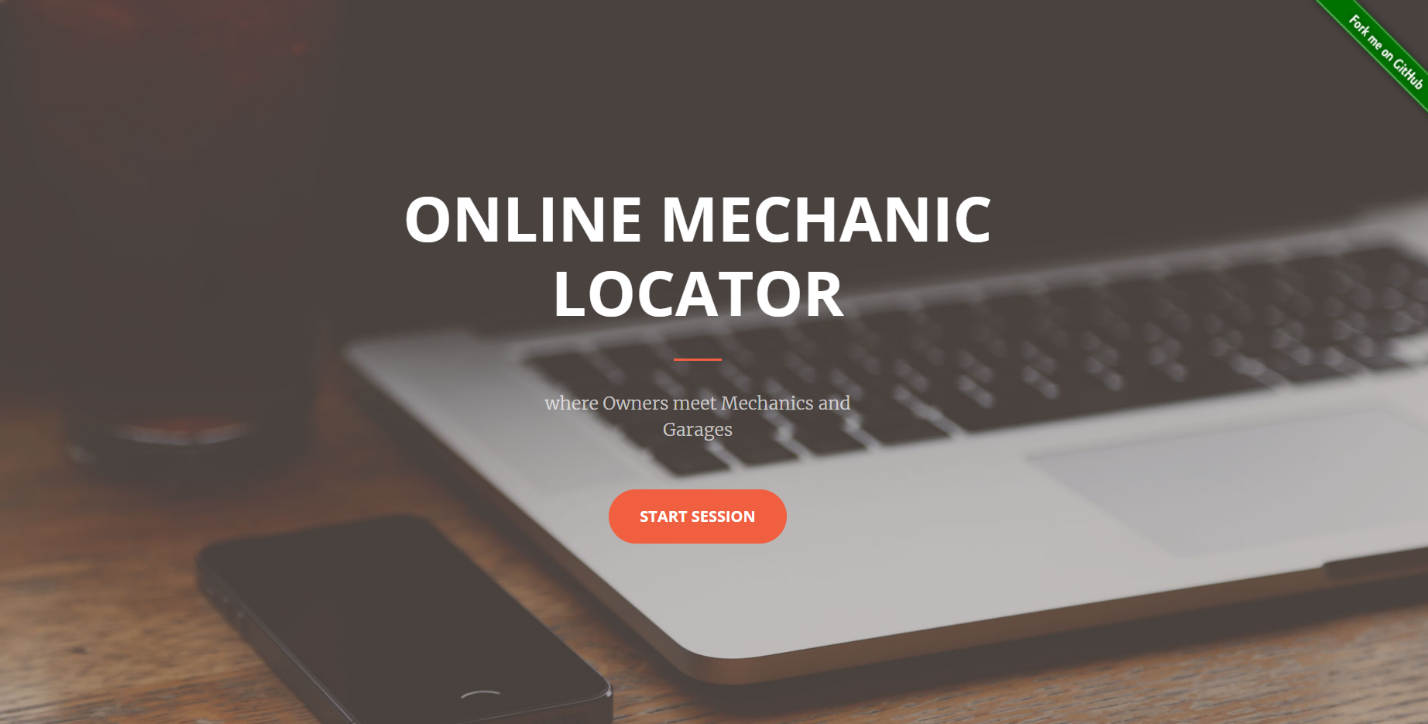 Fork me on GitHub
ONLINE MECHANIC
LOCATOR
where Owners meet Mechanics and
Garages
START SESSION